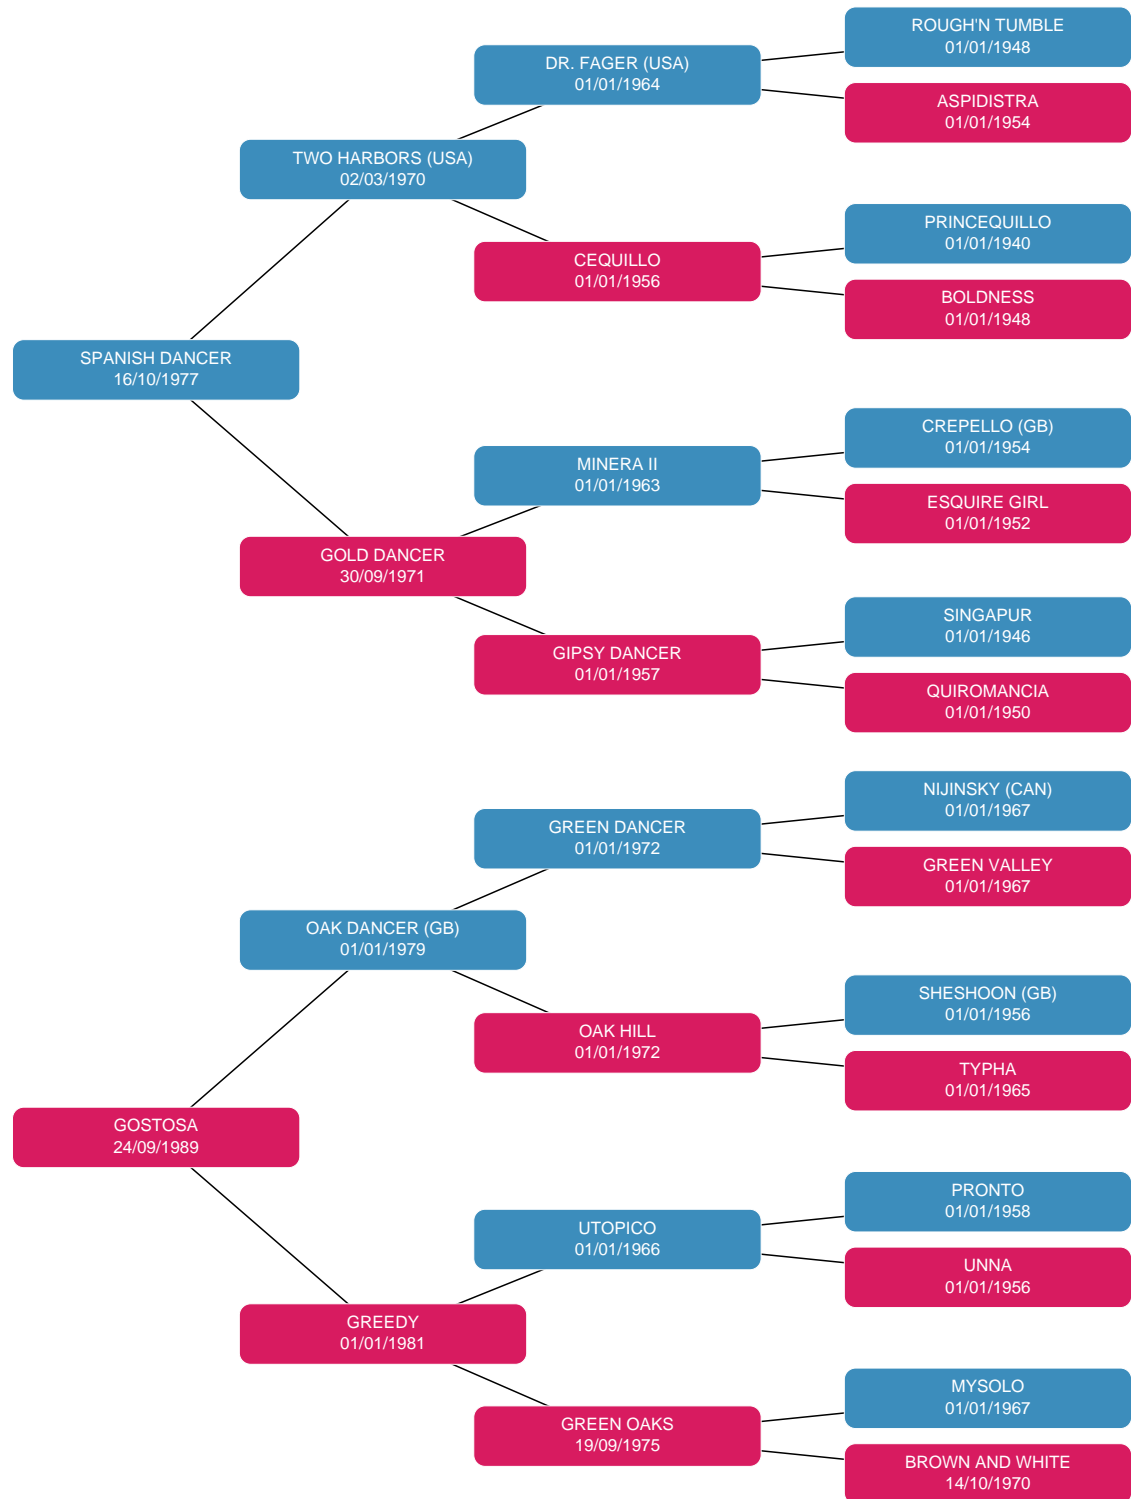 ROUGH'N TUMBLE
01/01/1948
DR. FAGER (USA)
01/01/1964
ASPIDISTRA
01/01/1954
TWO HARBORS (USA)
02/03/1970
PRINCEQUILLO
01/01/1940
CEQUILLO
01/01/1956
BOLDNESS
01/01/1948
SPANISH DANCER
16/10/1977
CREPELLO (GB)
01/01/1954
MINERA II
01/01/1963
ESQUIRE GIRL
01/01/1952
GOLD DANCER
30/09/1971
SINGAPUR
01/01/1946
GIPSY DANCER
01/01/1957
QUIROMANCIA
01/01/1950
NIJINSKY (CAN)
01/01/1967
GREEN DANCER
01/01/1972
GREEN VALLEY
01/01/1967
OAK DANCER (GB)
01/01/1979
SHESHOON (GB)
01/01/1956
OAK HILL
01/01/1972
TYPHA
01/01/1965
GOSTOSA
24/09/1989
PRONTO
01/01/1958
UTOPICO
01/01/1966
UNNA
01/01/1956
GREEDY
01/01/1981
MYSOLO
01/01/1967
GREEN OAKS
19/09/1975
BROWN AND WHITE
14/10/1970